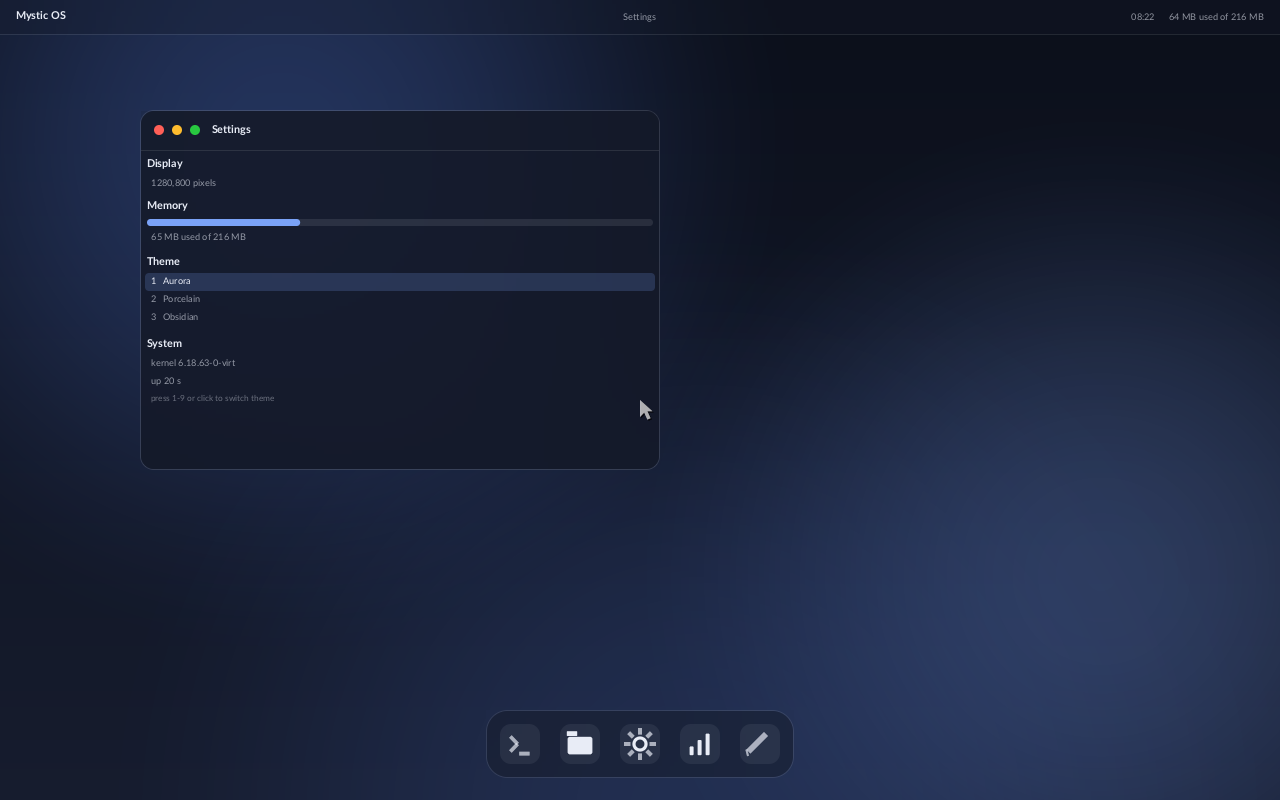 Mystic OS
Settings
08:22 64 MB used of 216 MB
Settings
Display
1280,800 pixels
Memory
65 MB used of 216 MB
Theme
1 Aurora
2 Porcelain
3 Obsidian
System
kernel 6.18.63-0-virt
up 20 s
press 1-9 or click to switch theme